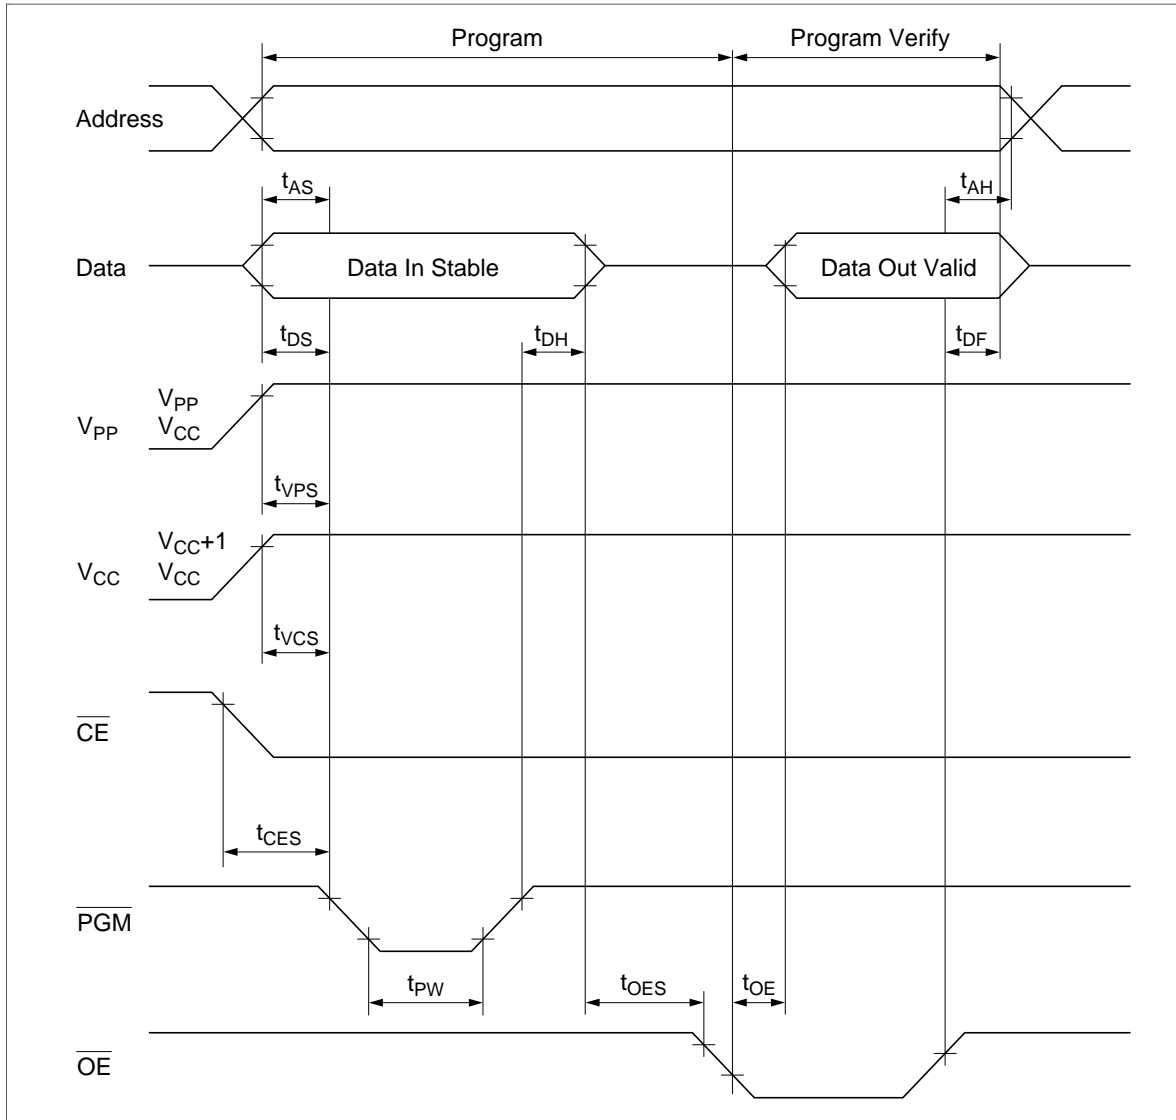 Program
Program Verify
Address
tAS
tAH
Data
Data In Stable
Data Out Valid
tDS
tDH
tDF
VPP
VPP
VCC
tVPS
VCC+1
VCC
VCC
tVCS
CE
tCES
PGM
tPW
tOES
tOE
OE